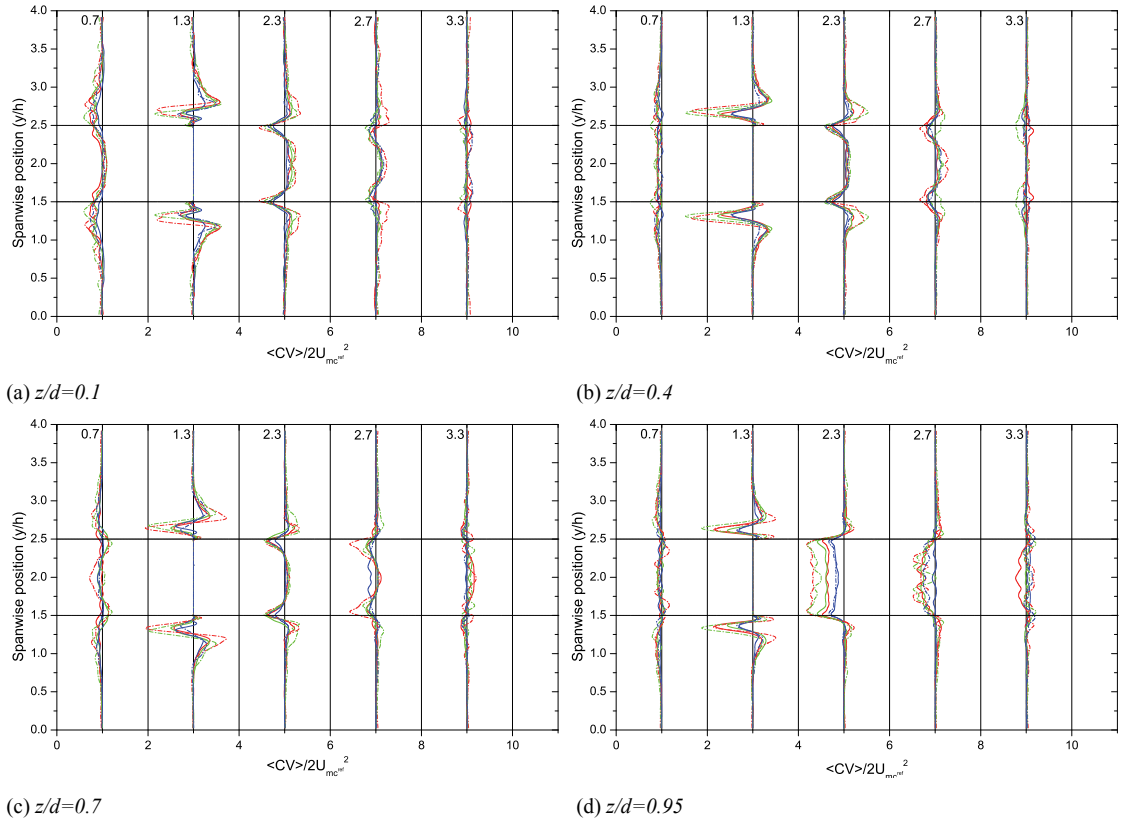 4.0
3.5
3.0
2.5
2.0
1.5
1.0
0.5
0.0
Spanwise position (y/h)
0.7 1.3 2.3 2.7 3.3
0 2 4 6 8 10
<CV>/2U_mc^ref^2
(a) z/d=0.1
4.0
3.5
3.0
2.5
2.0
1.5
1.0
0.5
0.0
Spanwise position (y/h)
0.7 1.3 2.3 2.7 3.3
0 2 4 6 8 10
<CV>/2U_mc^ref^2
(b) z/d=0.4
4.0
3.5
3.0
2.5
2.0
1.5
1.0
0.5
0.0
Spanwise position (y/h)
0.7 1.3 2.3 2.7 3.3
0 2 4 6 8 10
<CV>/2U_mc^ref^2
(c) z/d=0.7
4.0
3.5
3.0
2.5
2.0
1.5
1.0
0.5
0.0
Spanwise position (y/h)
0.7 1.3 2.3 2.7 3.3
0 2 4 6 8 10
<CV>/2U_mc^ref^2
(d) z/d=0.95